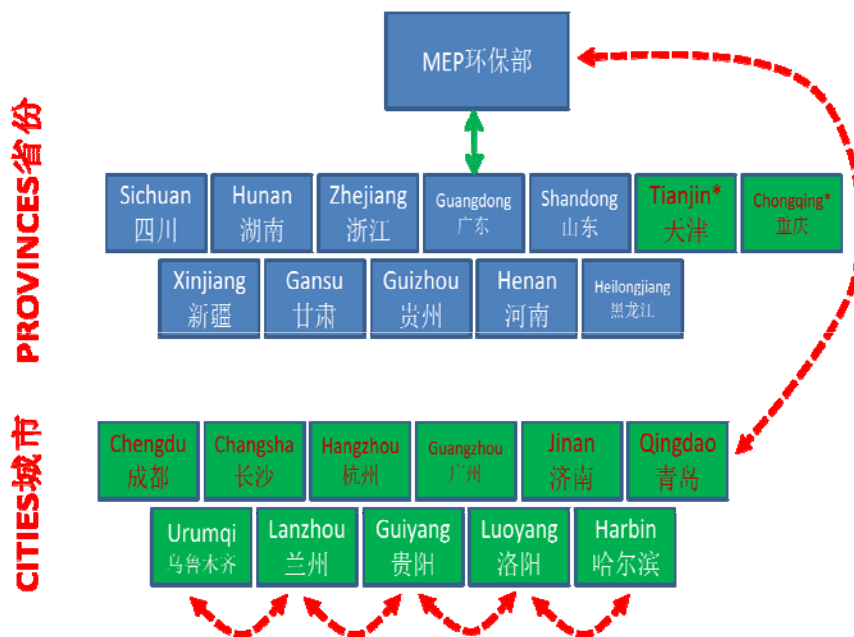 MEP环保部
PROVINCES省份
Sichuan
四川
Hunan
湖南
Zhejiang
浙江
Guangdong
广东
Shandong
山东
Tianjin*
天津
Chongqing*
重庆
Xinjiang
新疆
Gansu
甘肃
Guizhou
贵州
Henan
河南
Heilongjiang
黑龙江
CITIES城市
Chengdu
成都
Changsha
长沙
Hangzhou
杭州
Guangzhou
广州
Jinan
济南
Qingdao
青岛
Urumqi
乌鲁木齐
Lanzhou
兰州
Guiyang
贵阳
Luoyang
洛阳
Harbin
哈尔滨